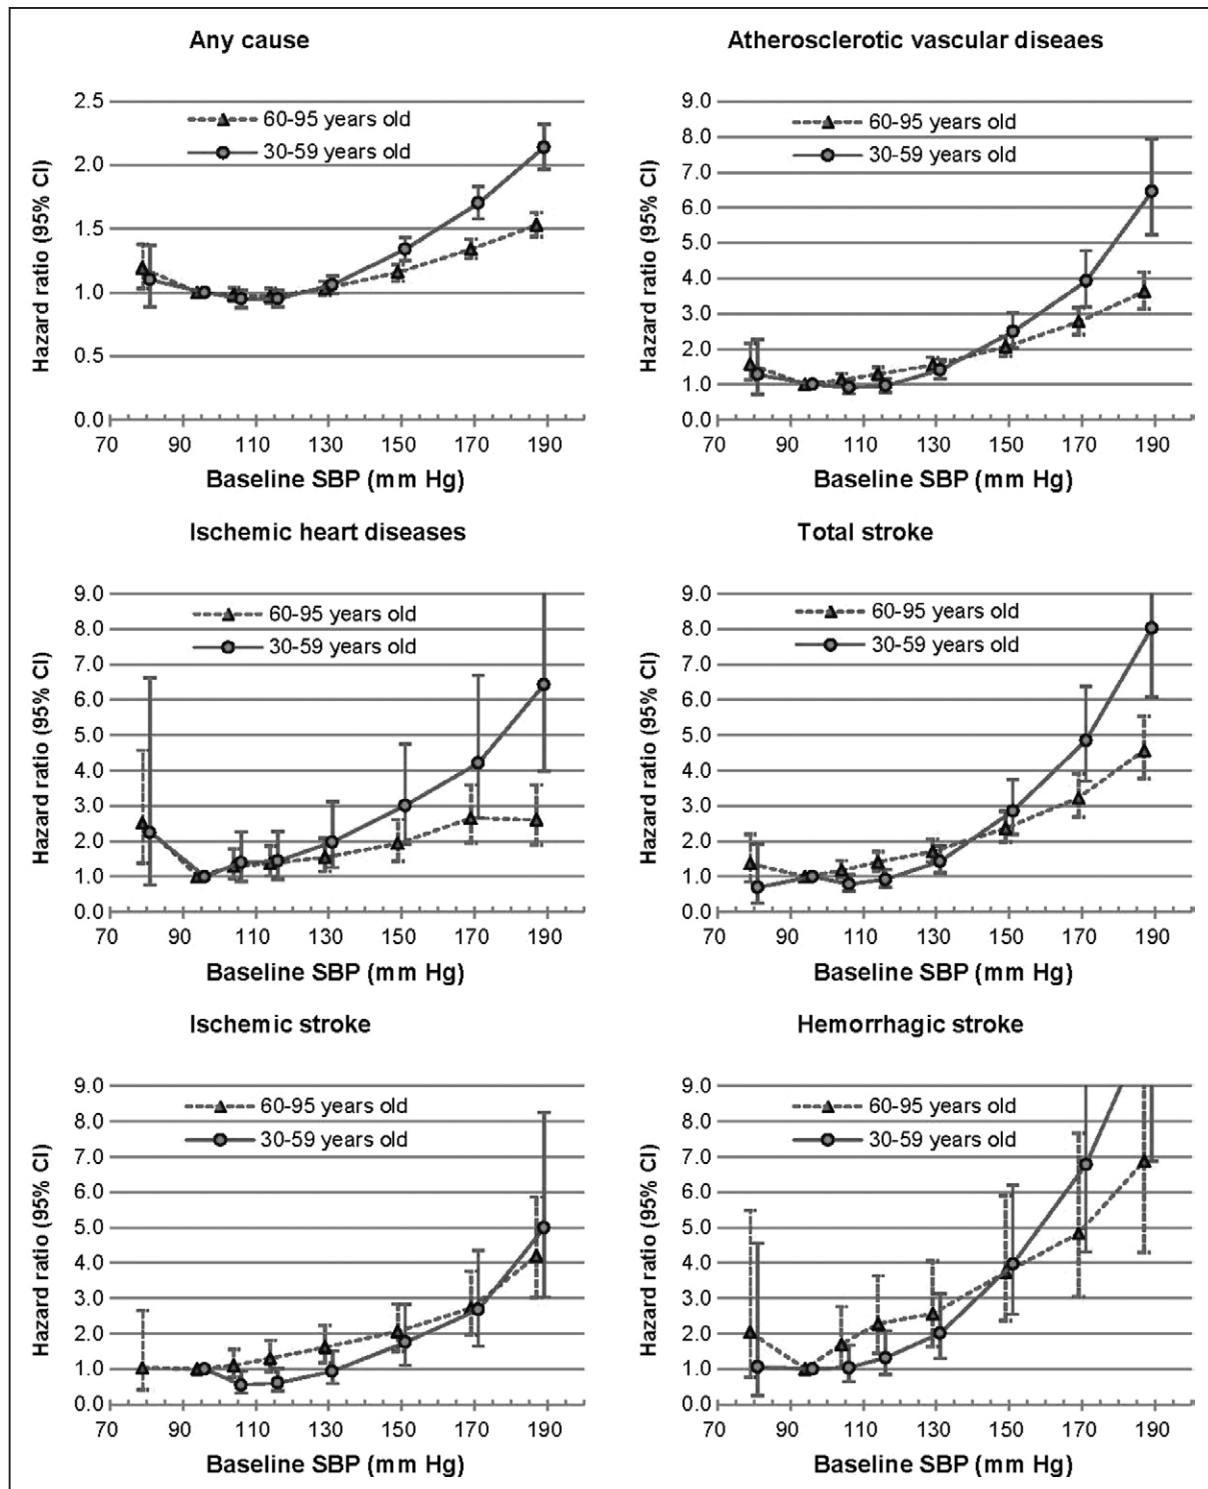 Any cause
2.5
2.0
1.5
1.0
0.5
0.0
Hazard ratio (95% CI)
60-95 years old
30-59 years old
70 90 110 130 150 170 190
Baseline SBP (mm Hg)
Atherosclerotic vascular diseaes
9.0
8.0
7.0
6.0
5.0
4.0
3.0
2.0
1.0
0.0
Hazard ratio (95% CI)
60-95 years old
30-59 years old
70 90 110 130 150 170 190
Baseline SBP (mm Hg)
Ischemic heart diseases
9.0
8.0
7.0
6.0
5.0
4.0
3.0
2.0
1.0
0.0
Hazard ratio (95% CI)
60-95 years old
30-59 years old
70 90 110 130 150 170 190
Baseline SBP (mm Hg)
Total stroke
9.0
8.0
7.0
6.0
5.0
4.0
3.0
2.0
1.0
0.0
Hazard ratio (95% CI)
60-95 years old
30-59 years old
70 90 110 130 150 170 190
Baseline SBP (mm Hg)
Ischemic stroke
9.0
8.0
7.0
6.0
5.0
4.0
3.0
2.0
1.0
0.0
Hazard ratio (95% CI)
60-95 years old
30-59 years old
70 90 110 130 150 170 190
Baseline SBP (mm Hg)
Hemorrhagic stroke
9.0
8.0
7.0
6.0
5.0
4.0
3.0
2.0
1.0
0.0
Hazard ratio (95% CI)
60-95 years old
30-59 years old
70 90 110 130 150 170 190
Baseline SBP (mm Hg)